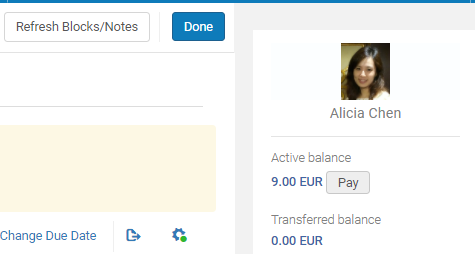 Refresh Blocks/Notes
Done
Alicia Chen
Active balance
9.00 EUR
Pay
Change Due Date
Transferred balance
0.00 EUR